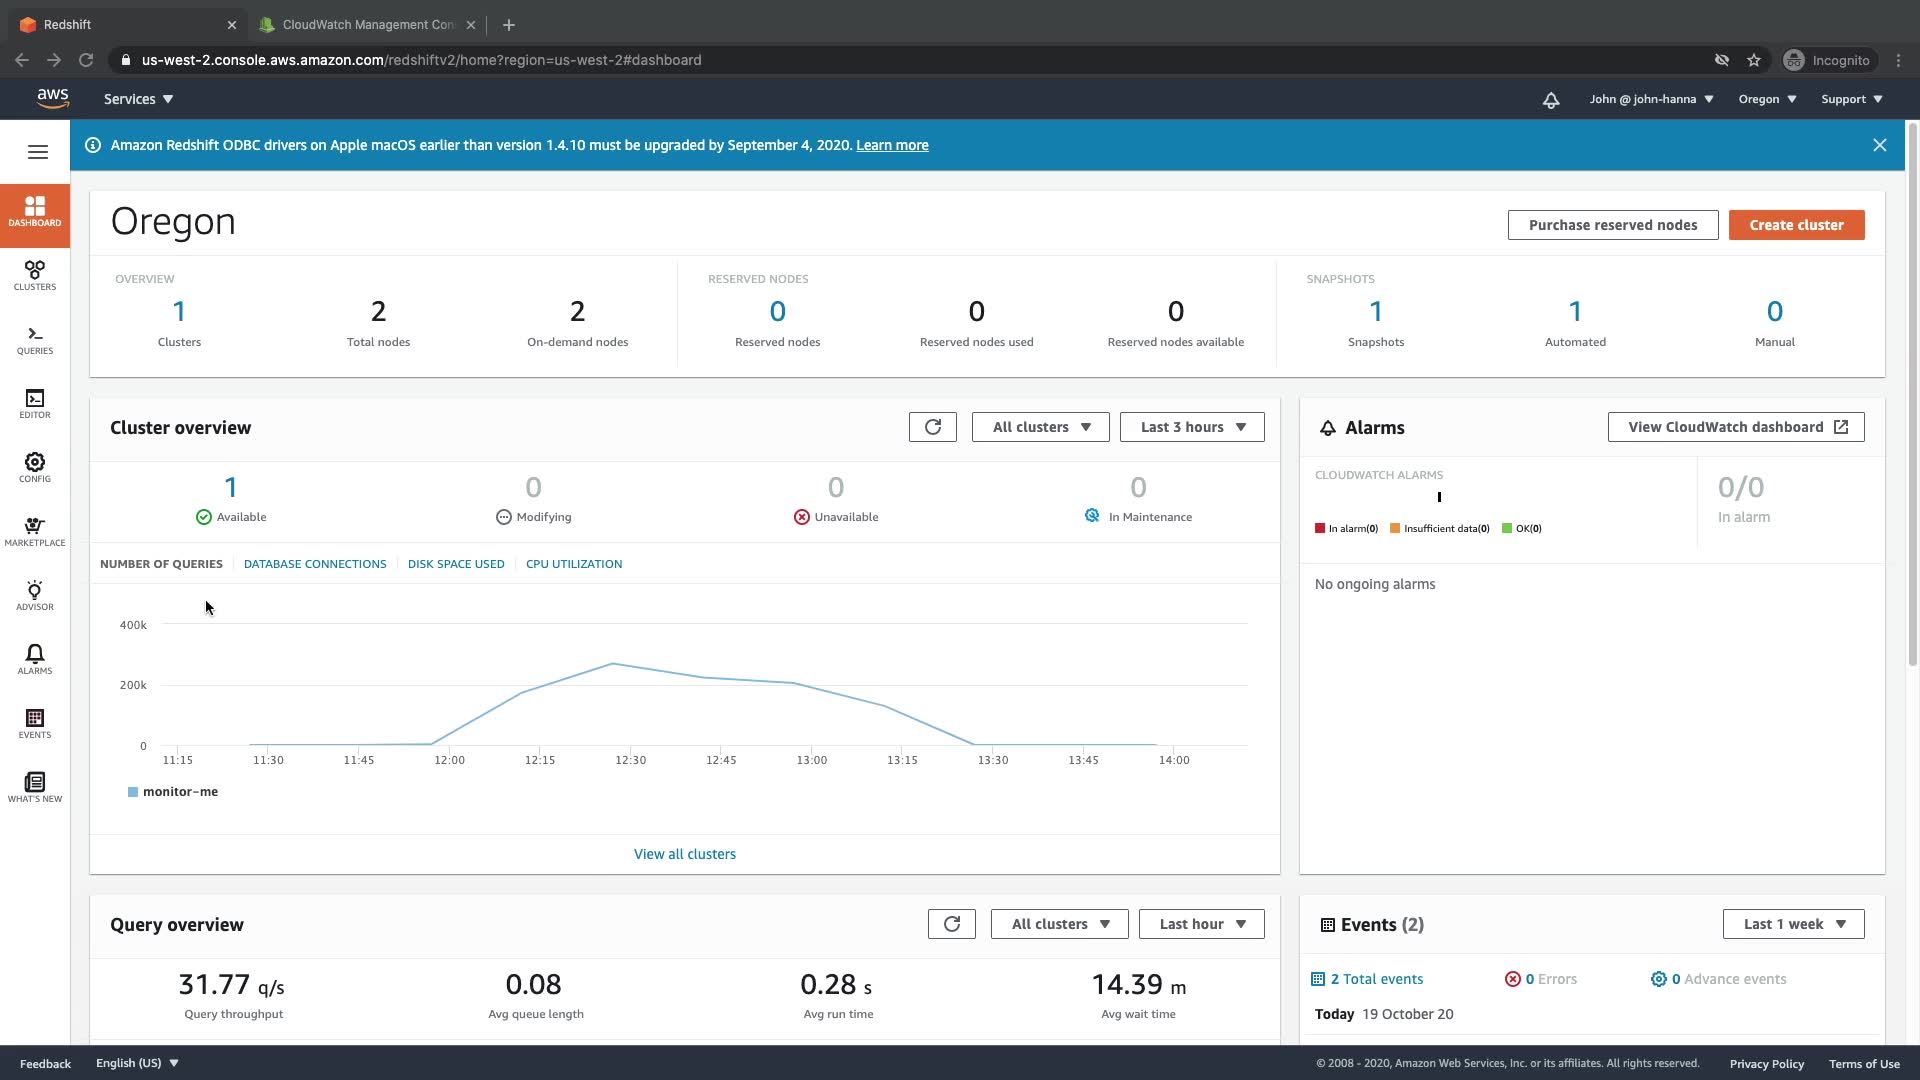 Redshift
CloudWatch Management Con
us-west-2.console.aws.amazon.com/redshiftv2/home?region=us-west-2#dashboard
Incognito
aws
Services
John @ john-hanna
Oregon
Support
Amazon Redshift ODBC drivers on Apple macOS earlier than version 1.4.10 must be upgraded by September 4, 2020. Learn more
DASHBOARD
CLUSTERS
QUERIES
EDITOR
CONFIG
MARKETPLACE
ADVISOR
ALARMS
EVENTS
WHAT'S NEW
Oregon
Purchase reserved nodes
Create cluster
OVERVIEW
1 2 2
Clusters Total nodes On-demand nodes
RESERVED NODES
0 0 0
Reserved nodes Reserved nodes used Reserved nodes available
SNAPSHOTS
1 1 0
Snapshots Automated Manual
Cluster overview
All clusters
Last 3 hours
1 0 0 0
Available Modifying Unavailable In Maintenance
NUMBER OF QUERIES DATABASE CONNECTIONS DISK SPACE USED CPU UTILIZATION
400k
200k
0
11:15 11:30 11:45 12:00 12:15 12:30 12:45 13:00 13:15 13:30 13:45 14:00
monitor-me
View all clusters
Alarms
View CloudWatch dashboard
CLOUDWATCH ALARMS
In alarm(0) Insufficient data(0) OK(0)
0/0
In alarm
No ongoing alarms
Query overview
All clusters
Last hour
31.77 q/s 0.08 0.28 s 14.39 m
Query throughput Avg queue length Avg run time Avg wait time
Events (2)
Last 1 week
2 Total events 0 Errors 0 Advance events
Today 19 October 20
Feedback English (US)
© 2008 - 2020, Amazon Web Services, Inc. or its affiliates. All rights reserved. Privacy Policy Terms of Use